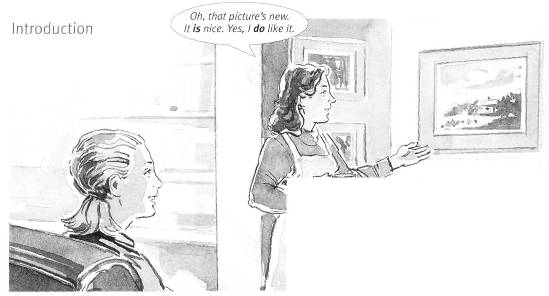 Introduction
Oh, that picture's new.
It is nice. Yes, I do like it.